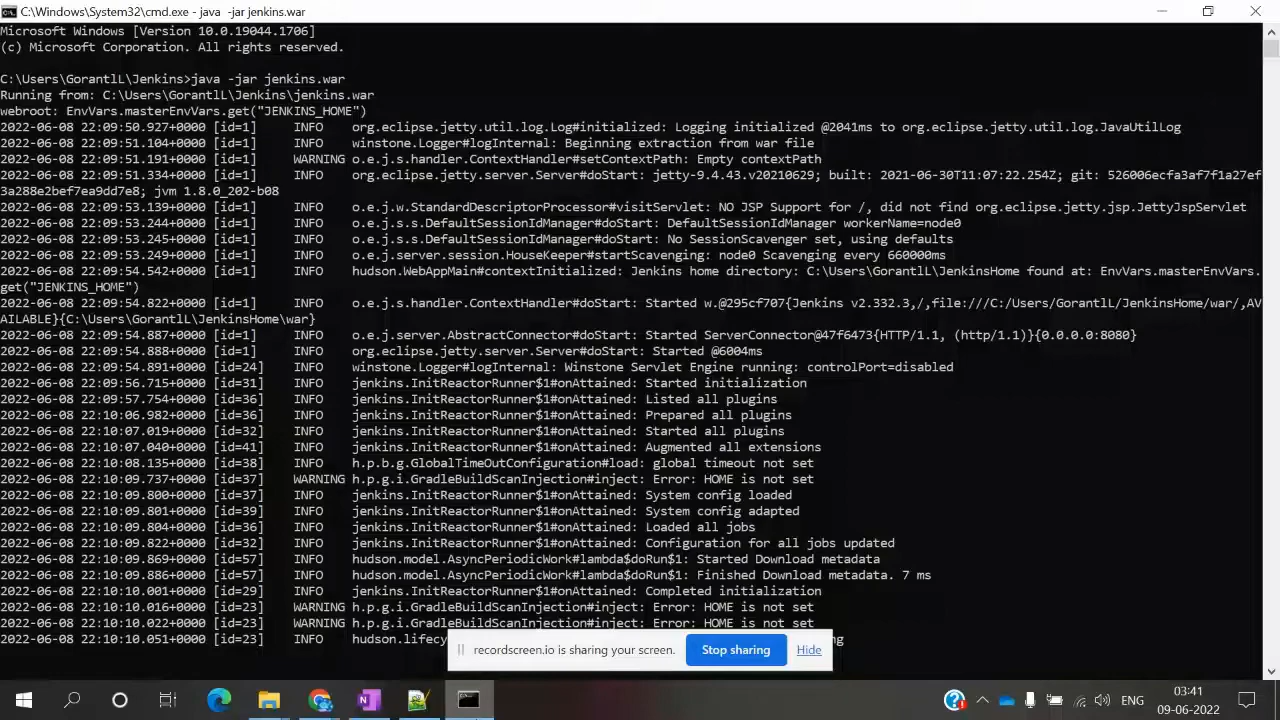 C:\Windows\System32\cmd.exe - java  -jar jenkins.war
Microsoft Windows [Version 10.0.19044.1706]
(c) Microsoft Corporation. All rights reserved.
C:\Users\GorantlL\Jenkins>java -jar jenkins.war
Running from: C:\Users\GorantlL\Jenkins\jenkins.war
webroot: EnvVars.masterEnvVars.get("JENKINS_HOME")
2022-06-08 22:09:50.927+0000 [id=1]     INFO    org.eclipse.jetty.util.log.Log#initialized: Logging initialized @2041ms to org.eclipse.jetty.util.log.JavaUtilLog
2022-06-08 22:09:51.104+0000 [id=1]     INFO    winstone.Logger#logInternal: Beginning extraction from war file
2022-06-08 22:09:51.191+0000 [id=1]     WARNING o.e.j.s.handler.ContextHandler#setContextPath: Empty contextPath
2022-06-08 22:09:51.334+0000 [id=1]     INFO    org.eclipse.jetty.server.Server#doStart: jetty-9.4.43.v20210629; built: 2021-06-30T11:07:22.254Z; git: 526006ecfa3af7f1a27ef
3a288e2bef7ea9dd7e8; jvm 1.8.0_202-b08
2022-06-08 22:09:53.139+0000 [id=1]     INFO    o.e.j.w.StandardDescriptorProcessor#visitServlet: NO JSP Support for /, did not find org.eclipse.jetty.jsp.JettyJspServlet
2022-06-08 22:09:53.244+0000 [id=1]     INFO    o.e.j.s.s.DefaultSessionIdManager#doStart: DefaultSessionIdManager workerName=node0
2022-06-08 22:09:53.245+0000 [id=1]     INFO    o.e.j.s.s.DefaultSessionIdManager#doStart: No SessionScavenger set, using defaults
2022-06-08 22:09:53.249+0000 [id=1]     INFO    o.e.j.server.session.HouseKeeper#startScavenging: node0 Scavenging every 660000ms
2022-06-08 22:09:54.542+0000 [id=1]     INFO    hudson.WebAppMain#contextInitialized: Jenkins home directory: C:\Users\GorantlL\JenkinsHome found at: EnvVars.masterEnvVars.
get("JENKINS_HOME")
2022-06-08 22:09:54.822+0000 [id=1]     INFO    o.e.j.s.handler.ContextHandler#doStart: Started w.@295cf707{Jenkins v2.332.3,/,file:///C:/Users/GorantlL/JenkinsHome/war/,AV
AILABLE}{C:\Users\GorantlL\JenkinsHome\war}
2022-06-08 22:09:54.887+0000 [id=1]     INFO    o.e.j.server.AbstractConnector#doStart: Started ServerConnector@47f6473{HTTP/1.1, (http/1.1)}{0.0.0.0:8080}
2022-06-08 22:09:54.888+0000 [id=1]     INFO    org.eclipse.jetty.server.Server#doStart: Started @6004ms
2022-06-08 22:09:54.891+0000 [id=24]    INFO    winstone.Logger#logInternal: Winstone Servlet Engine running: controlPort=disabled
2022-06-08 22:09:56.715+0000 [id=31]    INFO    jenkins.InitReactorRunner$1#onAttained: Started initialization
2022-06-08 22:09:57.754+0000 [id=36]    INFO    jenkins.InitReactorRunner$1#onAttained: Listed all plugins
2022-06-08 22:10:06.982+0000 [id=36]    INFO    jenkins.InitReactorRunner$1#onAttained: Prepared all plugins
2022-06-08 22:10:07.019+0000 [id=32]    INFO    jenkins.InitReactorRunner$1#onAttained: Started all plugins
2022-06-08 22:10:07.040+0000 [id=41]    INFO    jenkins.InitReactorRunner$1#onAttained: Augmented all extensions
2022-06-08 22:10:08.135+0000 [id=38]    INFO    h.p.b.g.GlobalTimeOutConfiguration#load: global timeout not set
2022-06-08 22:10:09.737+0000 [id=37]    WARNING h.p.g.i.GradleBuildScanInjection#inject: Error: HOME is not set
2022-06-08 22:10:09.800+0000 [id=37]    INFO    jenkins.InitReactorRunner$1#onAttained: System config loaded
2022-06-08 22:10:09.801+0000 [id=39]    INFO    jenkins.InitReactorRunner$1#onAttained: System config adapted
2022-06-08 22:10:09.804+0000 [id=36]    INFO    jenkins.InitReactorRunner$1#onAttained: Loaded all jobs
2022-06-08 22:10:09.822+0000 [id=32]    INFO    jenkins.InitReactorRunner$1#onAttained: Configuration for all jobs updated
2022-06-08 22:10:09.869+0000 [id=57]    INFO    hudson.model.AsyncPeriodicWork#lambda$doRun$1: Started Download metadata
2022-06-08 22:10:09.886+0000 [id=57]    INFO    hudson.model.AsyncPeriodicWork#lambda$doRun$1: Finished Download metadata. 7 ms
2022-06-08 22:10:10.001+0000 [id=29]    INFO    jenkins.InitReactorRunner$1#onAttained: Completed initialization
2022-06-08 22:10:10.016+0000 [id=23]    WARNING h.p.g.i.GradleBuildScanInjection#inject: Error: HOME is not set
2022-06-08 22:10:10.022+0000 [id=23]    WARNING h.p.g.i.GradleBuildScanInjection#inject: Error: HOME is not set
2022-06-08 22:10:10.051+0000 [id=23]    INFO    hudson.lifecy
recordscreen.io is sharing your screen. Stop sharing Hide
ENG
03:41
09-06-2022